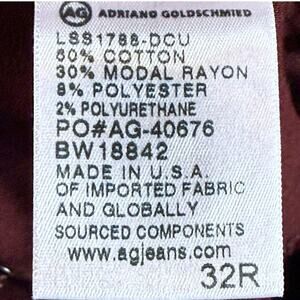 AG ADRIANO GOLDSCHMIED
LSS1788-DCU
60% COTTON
30% MODAL RAYON
8% POLYESTER
2% POLYURETHANE
PO#AG-40676
BW18842
MADE IN U.S.A.
OF IMPORTED FABRIC
AND GLOBALLY
SOURCED COMPONENTS
www.agjeans.com
32R